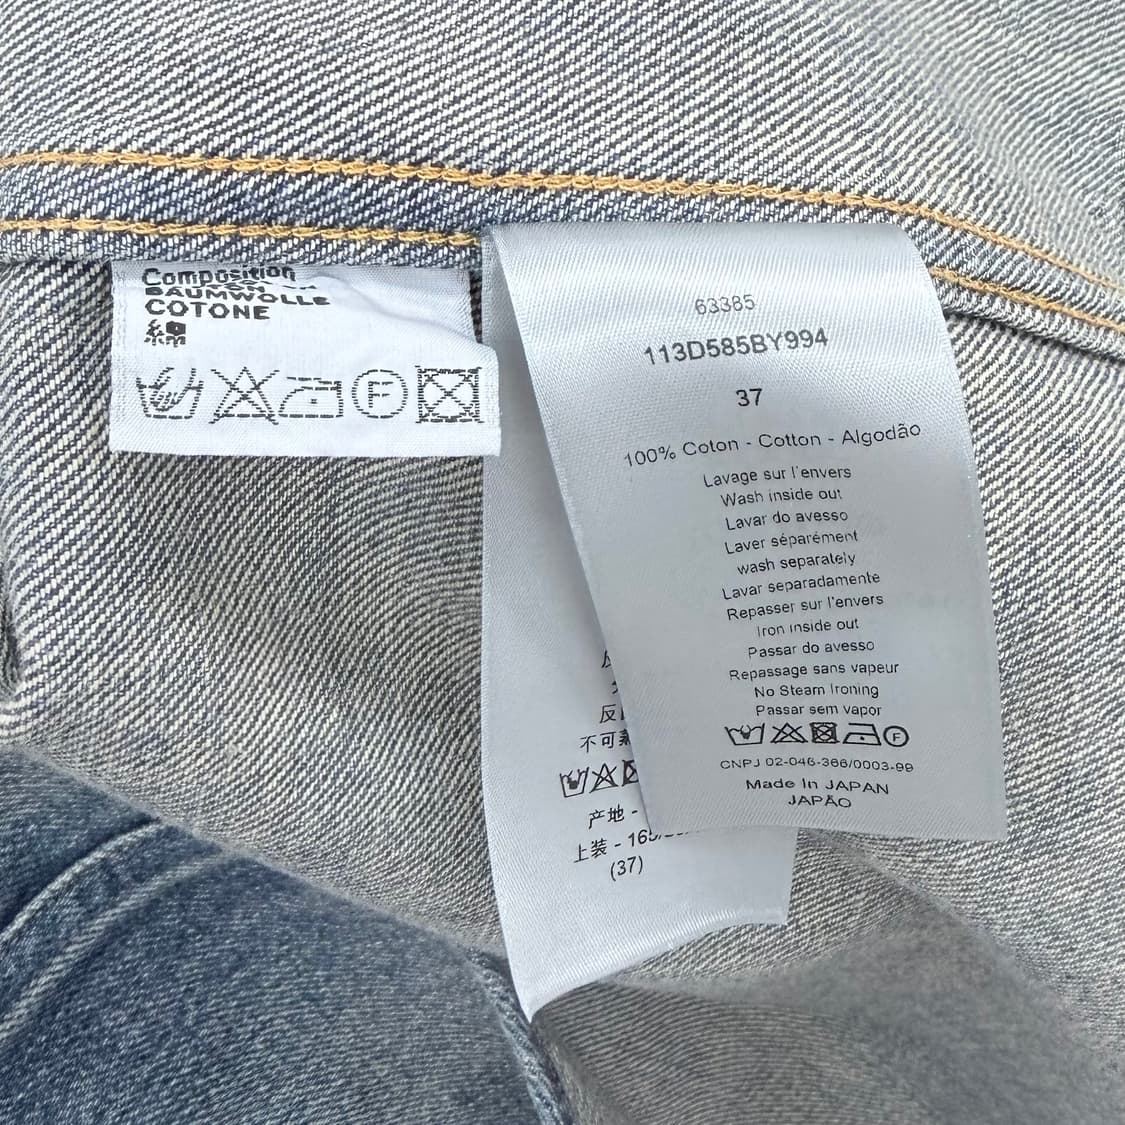 Composition
BAUMWOLLE
COTONE
綿
F
63385
113D585BY994
37
100% Coton - Cotton - Algodão
Lavage sur l'envers
Wash inside out
Lavar do avesso
Laver séparément
wash separately
Lavar separadamente
Repasser sur l'envers
Iron inside out
Passar do avesso
Repassage sans vapeur
No Steam Ironing
Passar sem vapor
F
CNPJ 02-046-366/0003-99
Made In JAPAN
JAPÃO
反
不可
产地 -
上装 - 165/
(37)